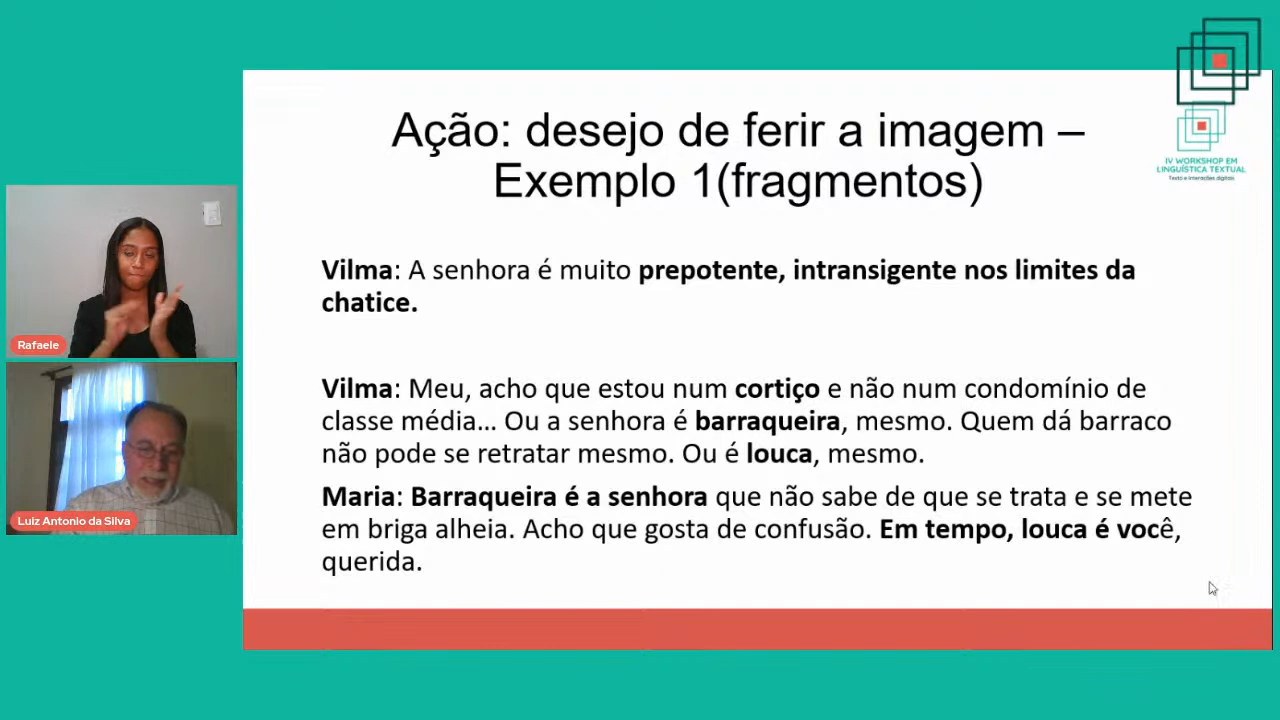 Ação: desejo de ferir a imagem –
Exemplo 1(fragmentos)
IV WORKSHOP EM
LINGUÍSTICA TEXTUAL
Texto e interações digitais
Vilma: A senhora é muito prepotente, intransigente nos limites da
chatice.
Vilma: Meu, acho que estou num cortiço e não num condomínio de
classe média... Ou a senhora é barraqueira, mesmo. Quem dá barraco
não pode se retratar mesmo. Ou é louca, mesmo.
Maria: Barraqueira é a senhora que não sabe de que se trata e se mete
em briga alheia. Acho que gosta de confusão. Em tempo, louca é você,
querida.
Rafaele
Luiz Antonio da Silva